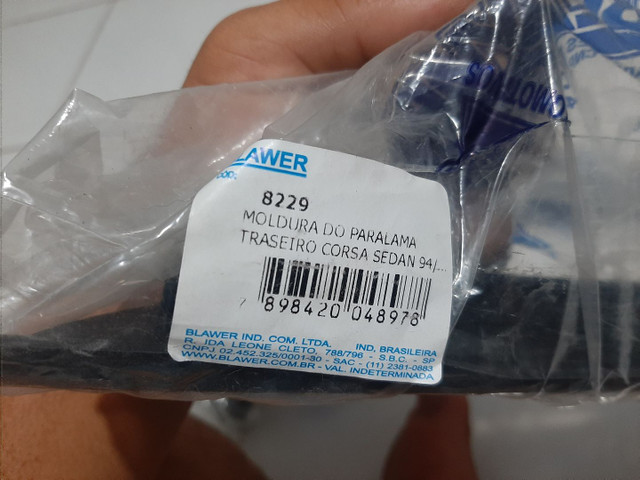 LAWER
8229
MOLDURA DO PARALAMA
TRASEIRO CORSA SEDAN 94/...
7 898420 048978
BLAWER IND. COM. LTDA. IND. BRASILEIRA
R. IDA LEONE CLETO, 788/796 - S.B.C. - SP
CNPJ 02.452.325/0001-80 - SAC - (11) 2381-0883
WWW.BLAWER.COM.BR - VAL. INDETERMINADA